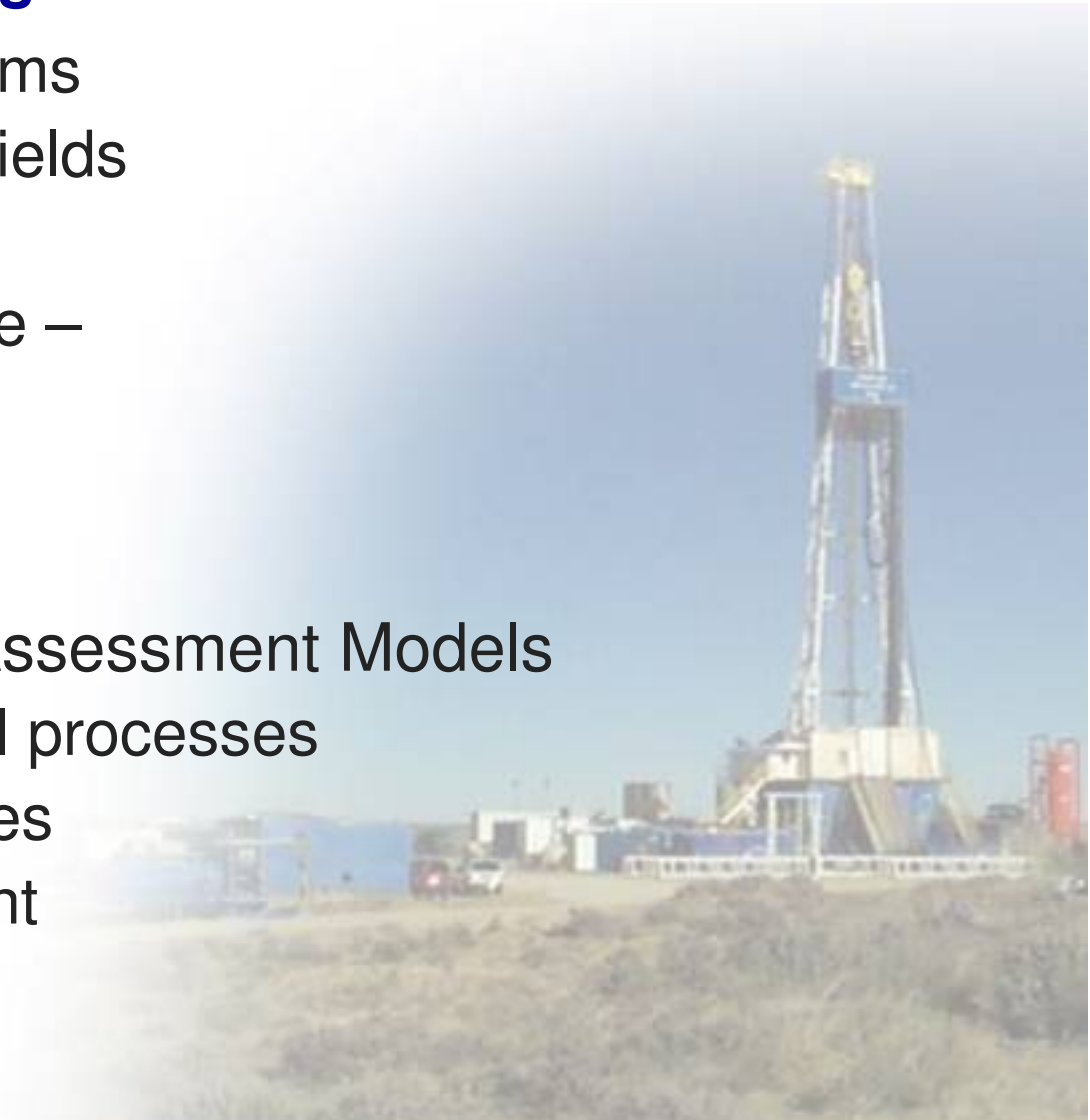 s
ms
ields
e –
ssessment Models
l processes
es
nt